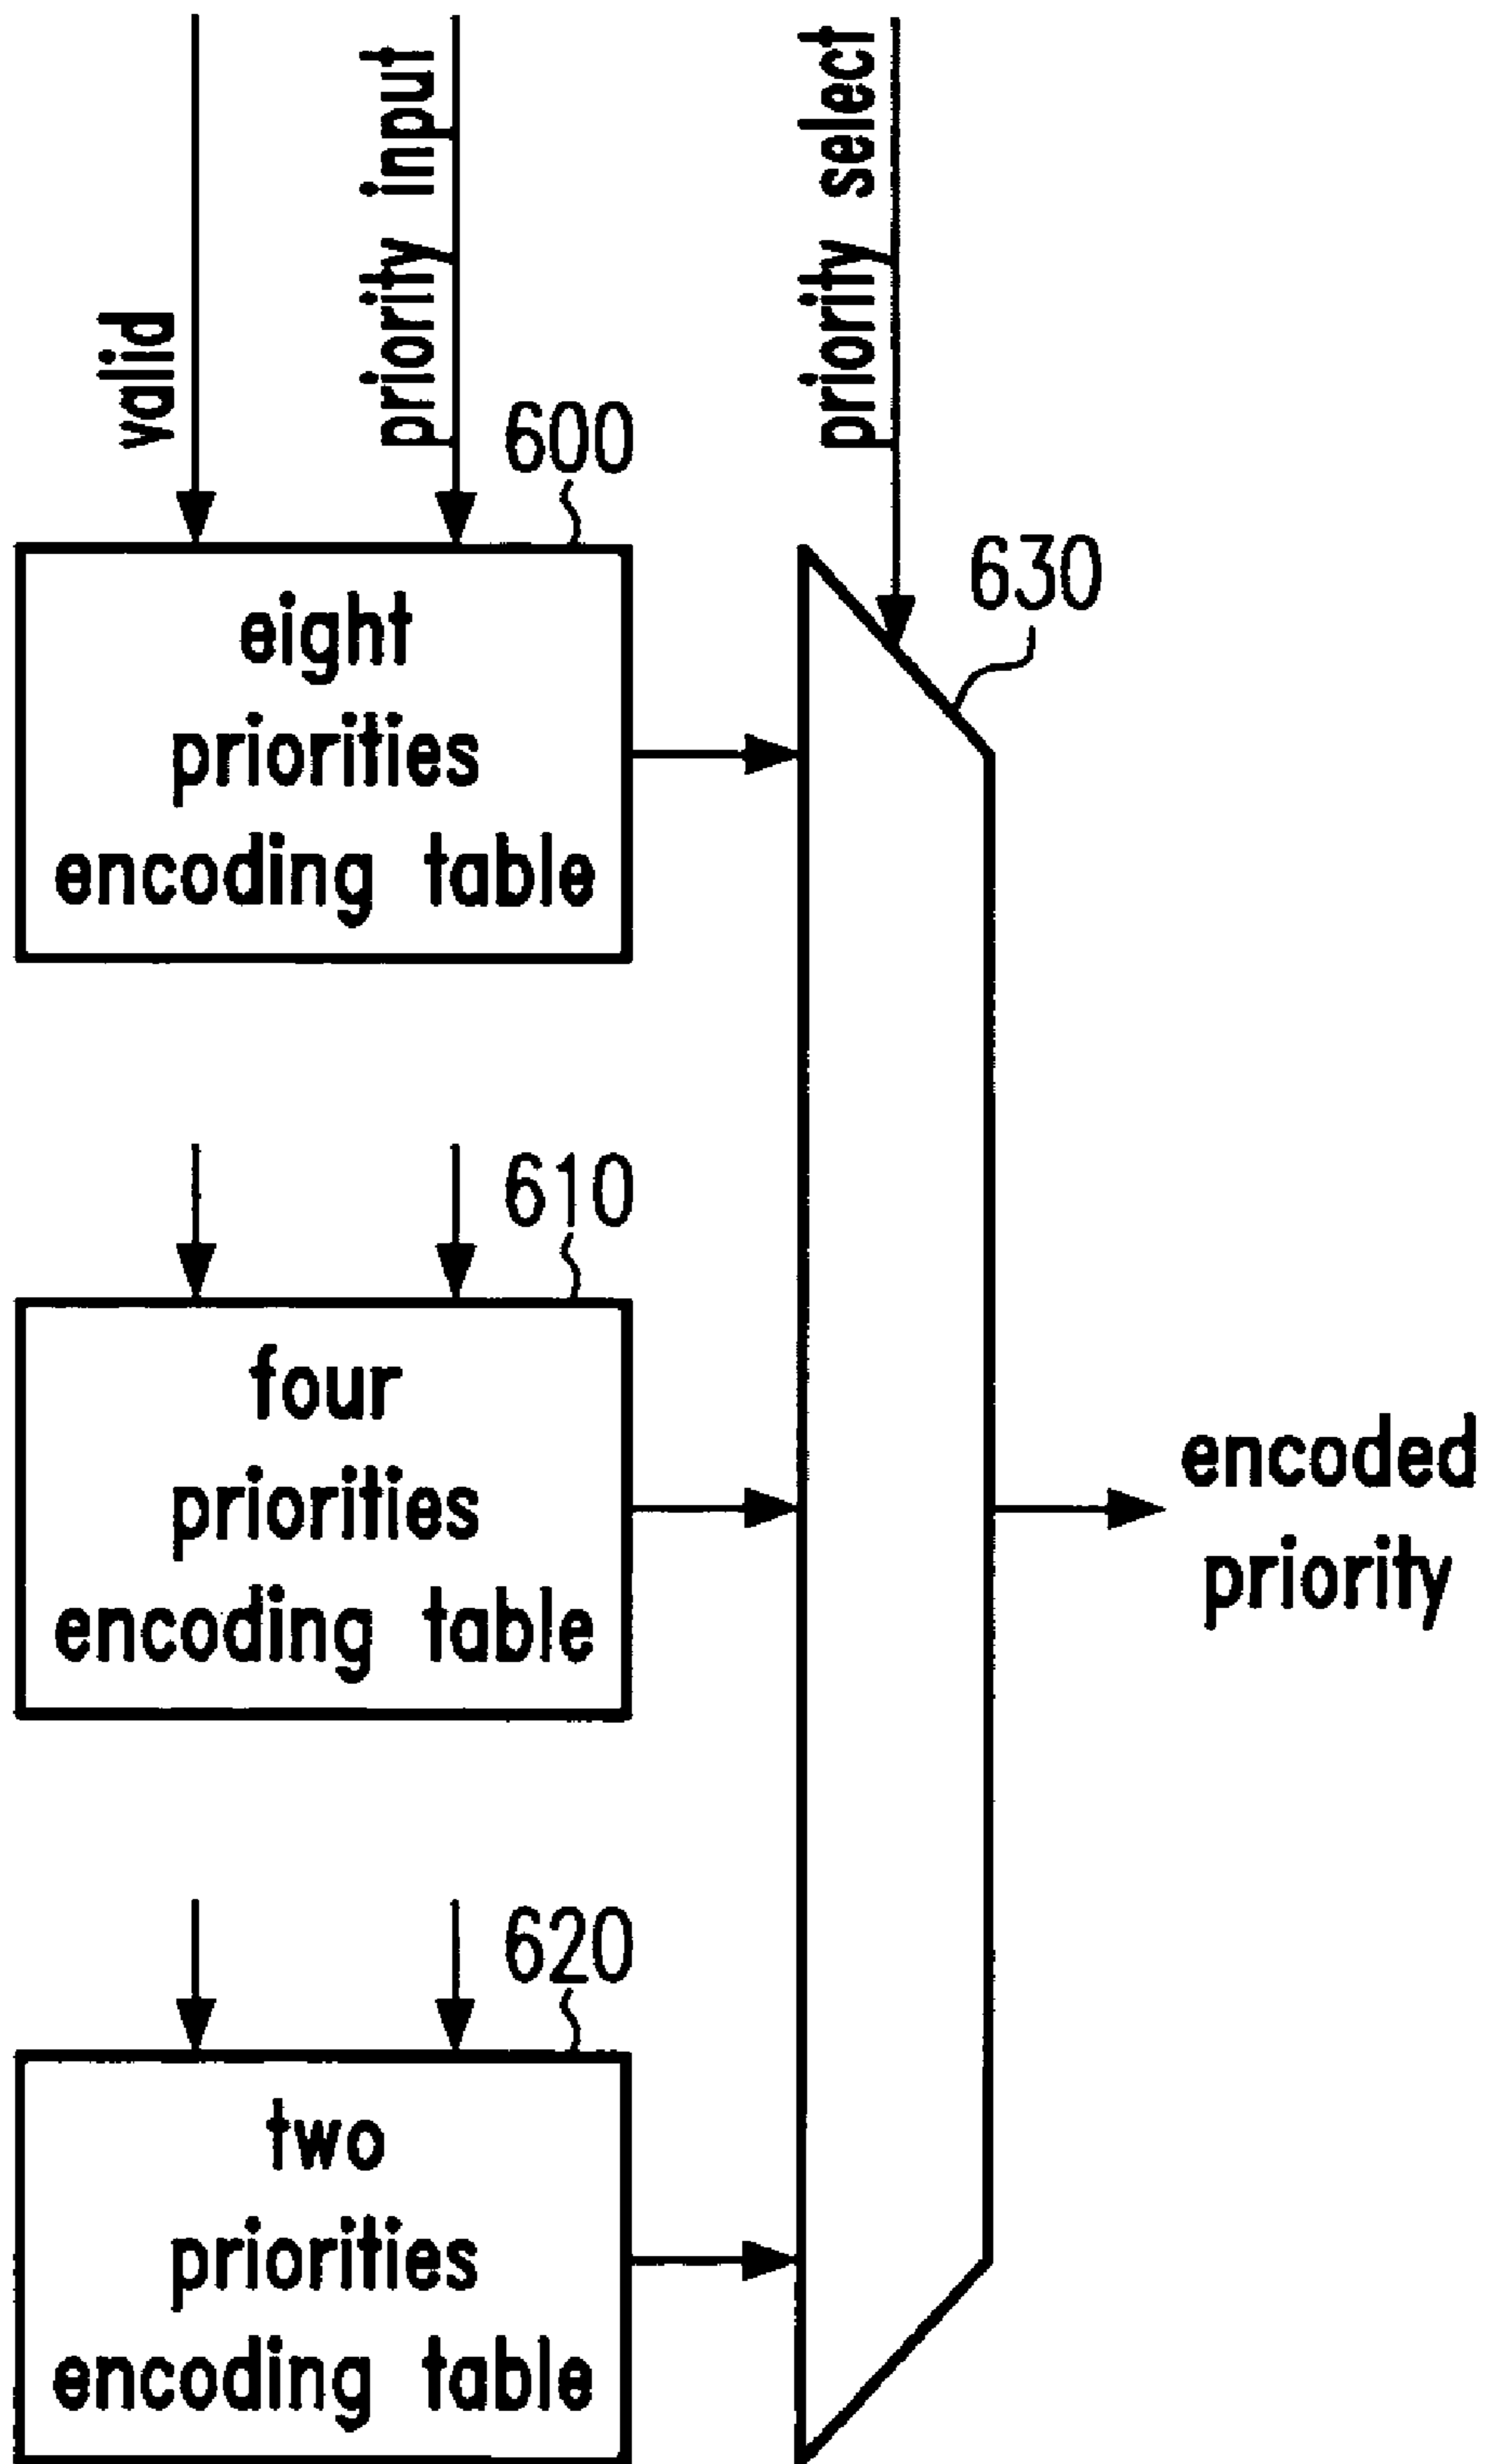 valid
priority input
priority select
600
630
eight
priorities
encoding table
610
four
priorities
encoding table
encoded
priority
620
two
priorities
encoding table